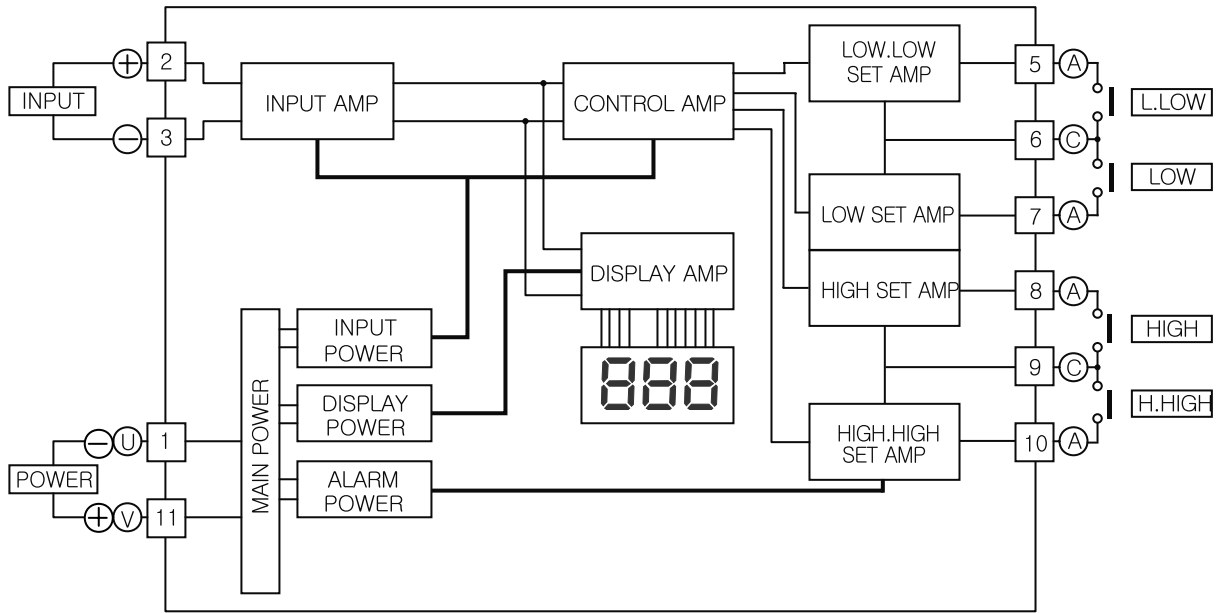 LOW.LOW
SET AMP
5
A
2
INPUT
INPUT AMP
CONTROL AMP
L.LOW
3
6
C
LOW
LOW SET AMP
7
A
DISPLAY AMP
HIGH SET AMP
8
A
INPUT
POWER
HIGH
888
9
C
MAIN POWER
DISPLAY
POWER
H.HIGH
U
1
HIGH.HIGH
SET AMP
10
A
POWER
ALARM
POWER
V
11